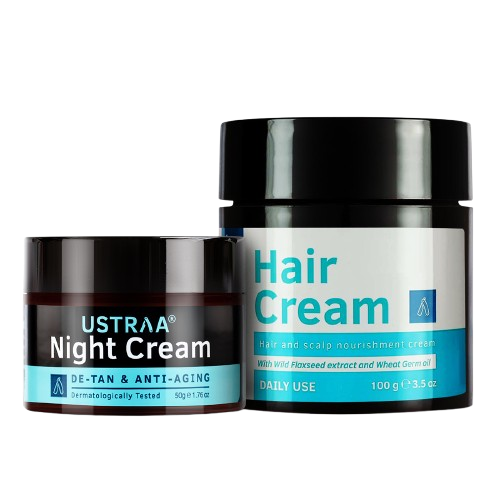 USTRAA®
Night Cream
DE-TAN & ANTI-AGING
Dermatologically Tested 50g e 1.76 oz
Hair
Cream
Hair and scalp nourishment cream
With Wild Flaxseed extract and Wheat Germ oil
DAILY USE 100 g e 3.5 oz